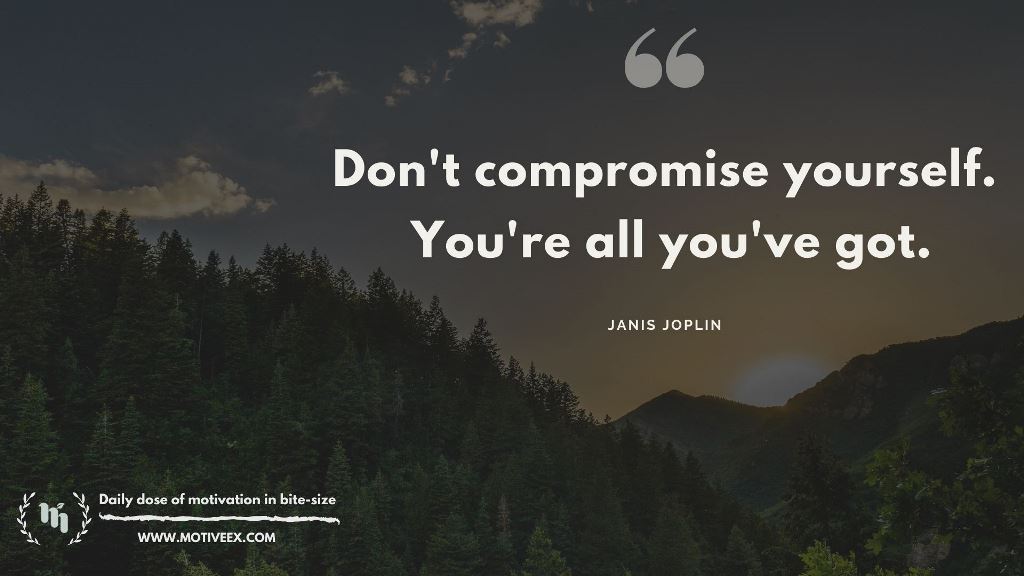 “
Don't compromise yourself.
You're all you've got.
JANIS JOPLIN
Daily dose of motivation in bite-size
WWW.MOTIVEEX.COM